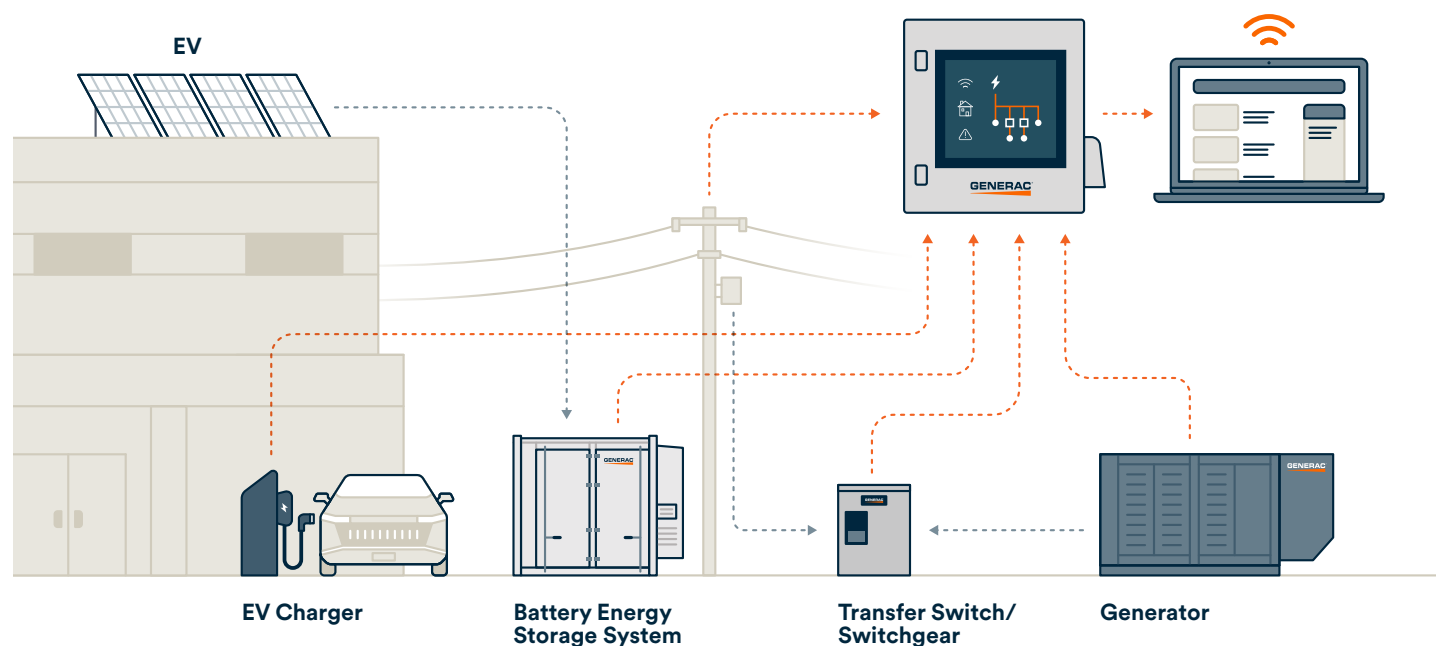 EV
GENERAC
GENERAC
GENERAC
GENERAC
EV Charger
Battery Energy
Storage System
Transfer Switch/
Switchgear
Generator